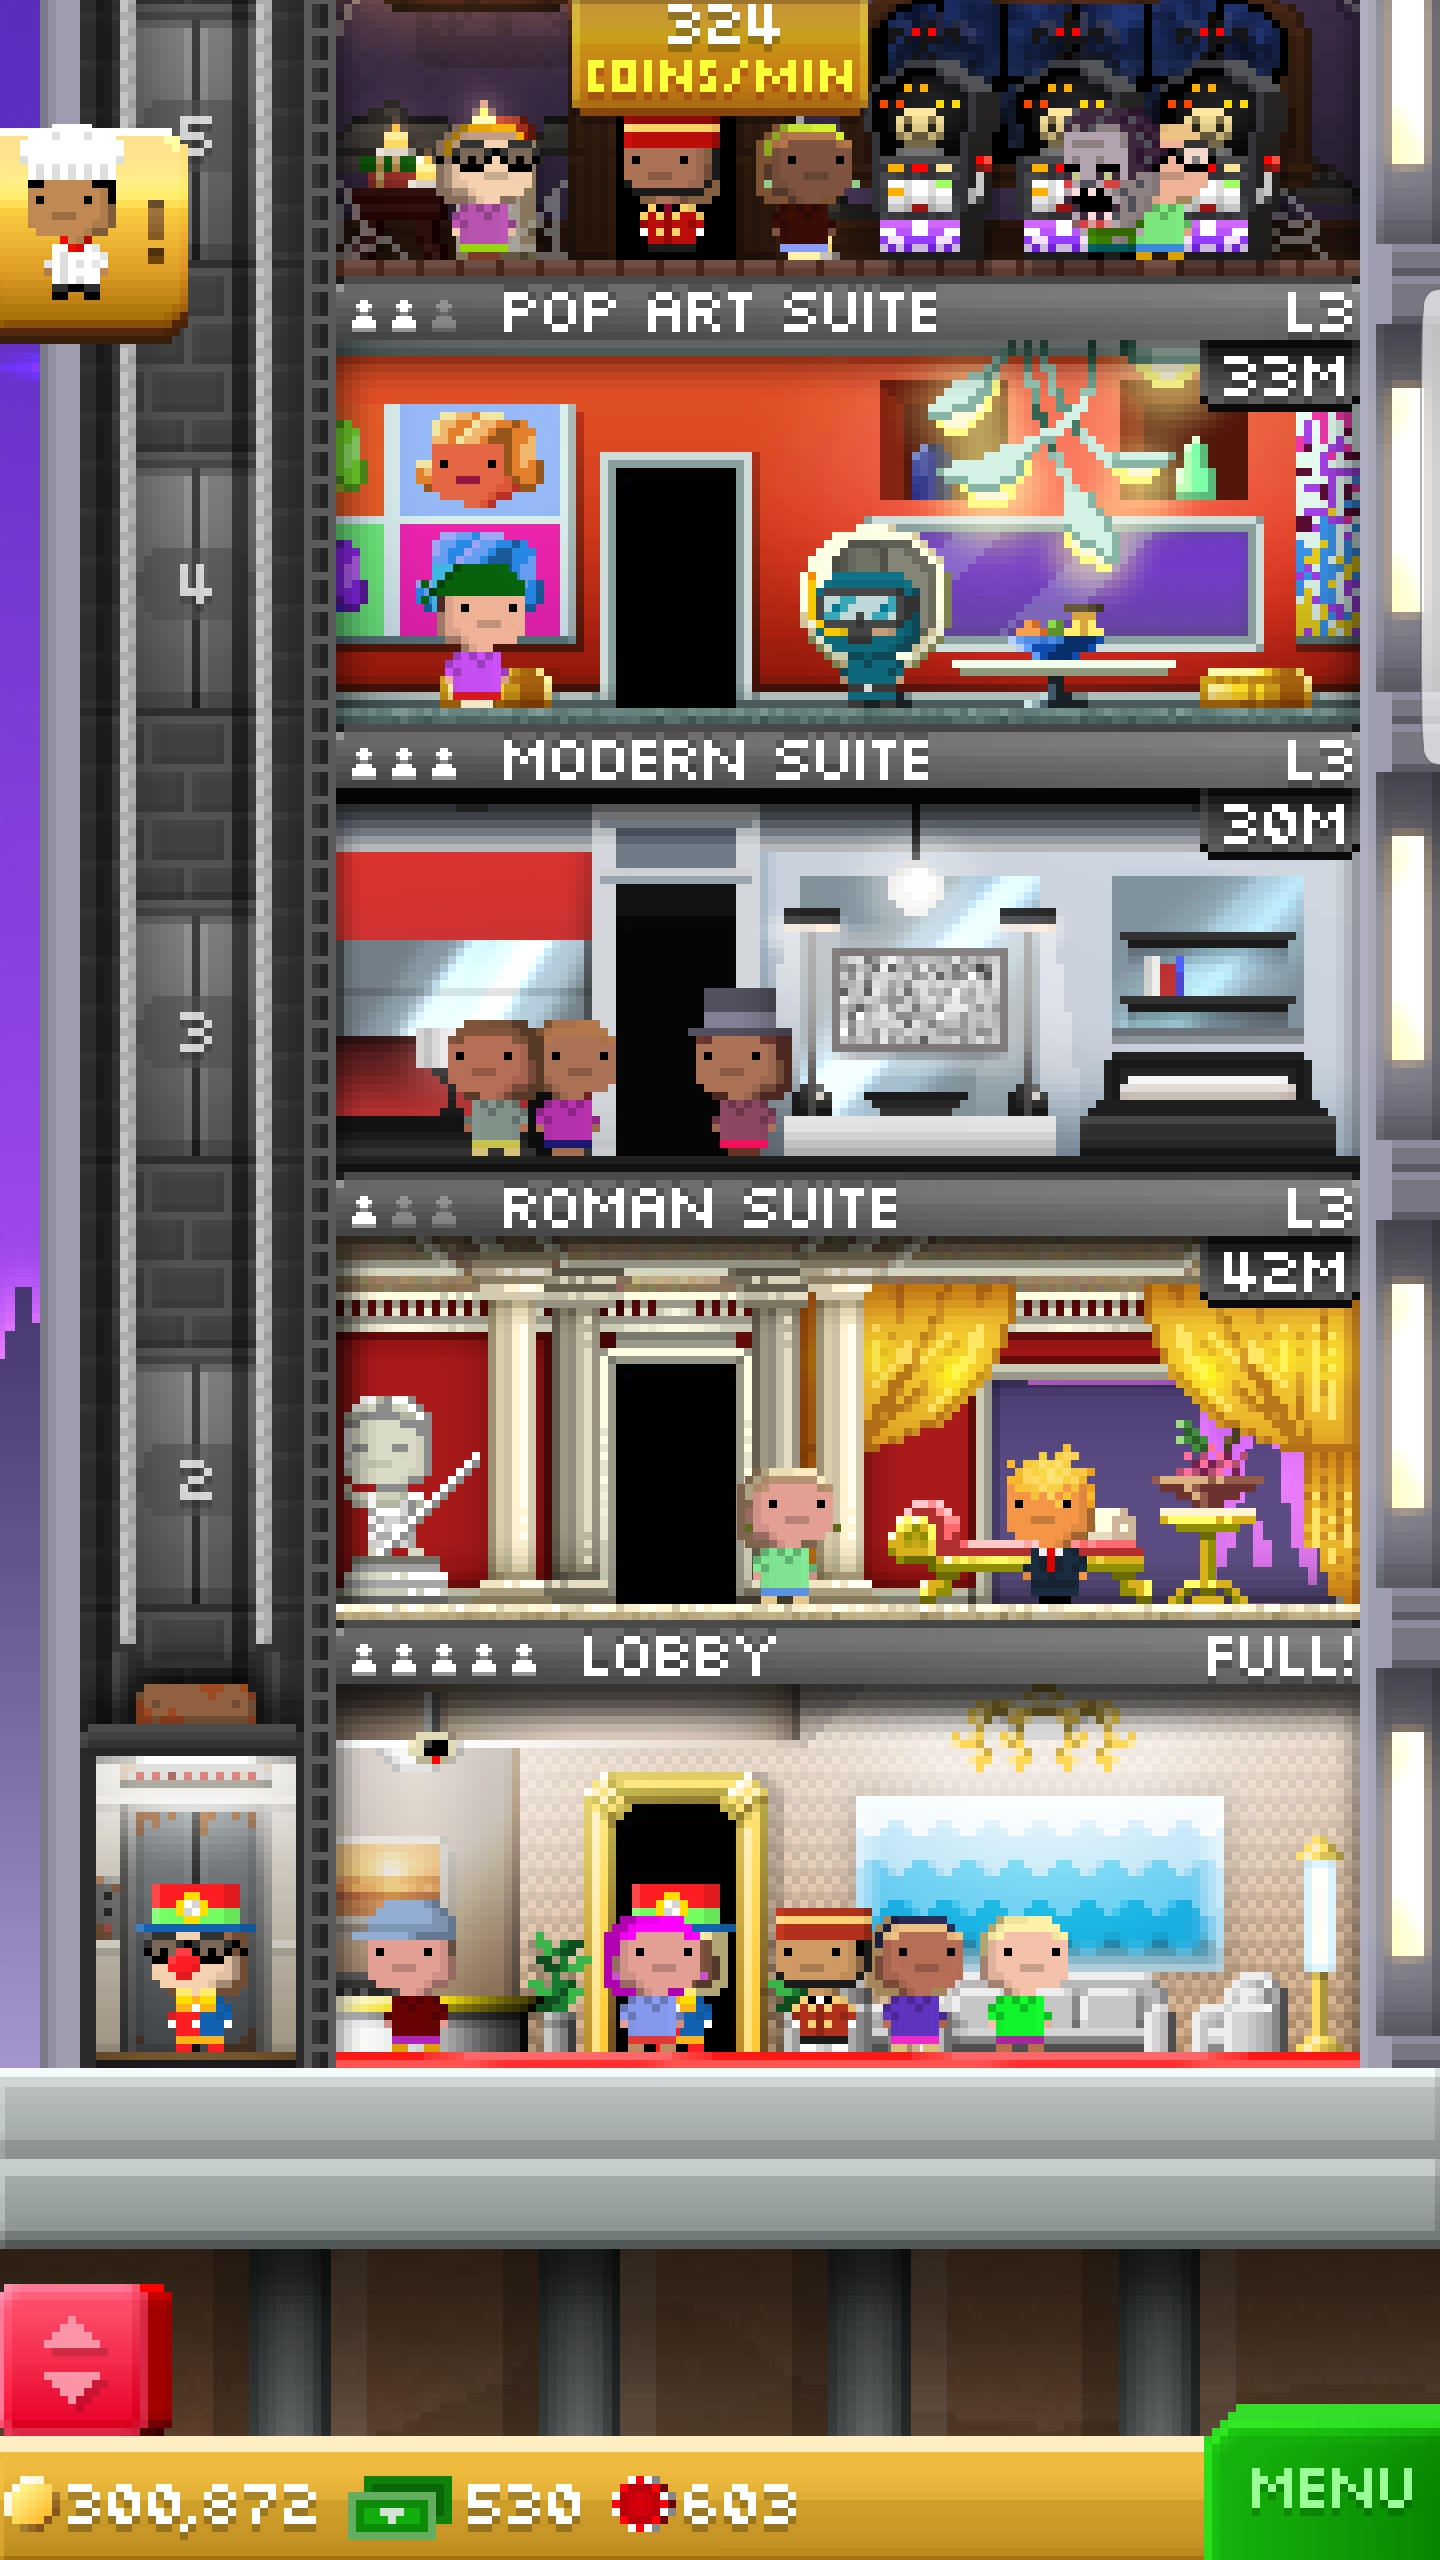 324
COINS/MIN
5
!
POP ART SUITE L3
33M
4
MODERN SUITE L3
30M
3
ROMAN SUITE L3
42M
2
LOBBY FULL!
300,872 530 603
MENU